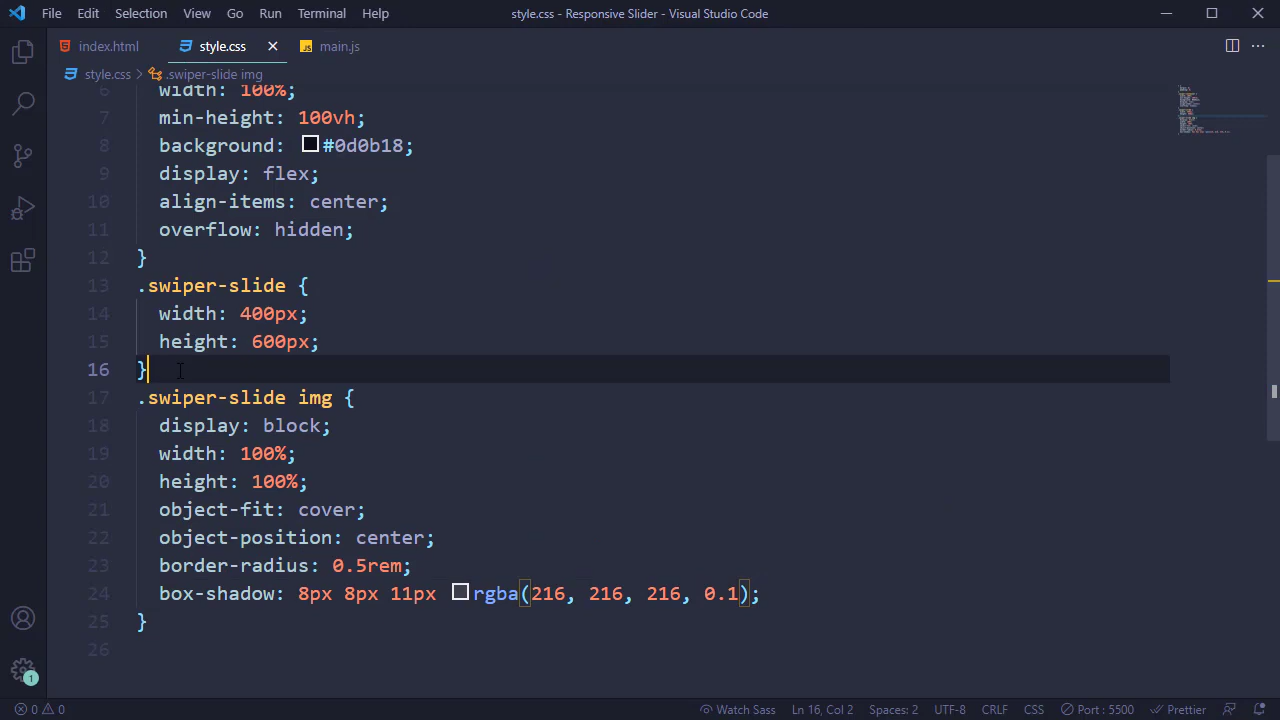 File Edit Selection View Go Run Terminal Help style.css - Responsive Slider - Visual Studio Code
index.html style.css main.js
style.css .swiper-slide img
6 width: 100%;
7 min-height: 100vh;
8 background: #0d0b18;
9 display: flex;
10 align-items: center;
11 overflow: hidden;
12 }
13 .swiper-slide {
14 width: 400px;
15 height: 600px;
16 }
17 .swiper-slide img {
18 display: block;
19 width: 100%;
20 height: 100%;
21 object-fit: cover;
22 object-position: center;
23 border-radius: 0.5rem;
24 box-shadow: 8px 8px 11px rgba(216, 216, 216, 0.1);
25 }
26
1
0 0 Watch Sass Ln 16, Col 2 Spaces: 2 UTF-8 CRLF CSS Port : 5500 Prettier